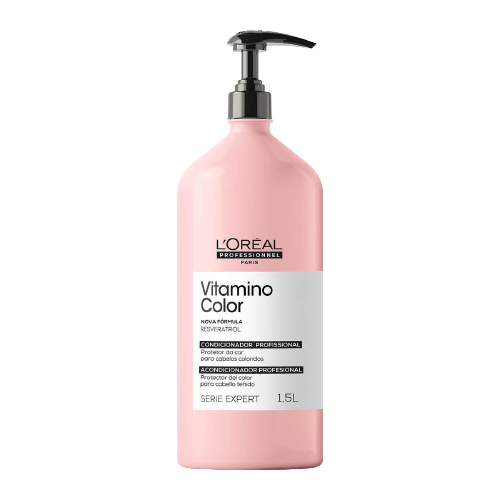 L'ORÉAL
PROFESSIONNEL
PARIS
Vitamino
Color
NOVA FÓRMULA
RESVERATROL
CONDICIONADOR PROFISSIONAL
Protetor da cor
para cabelos coloridos
ACONDICIONADOR PROFESIONAL
Protector del color
para cabello teñido
SERIE EXPERT 1,5L